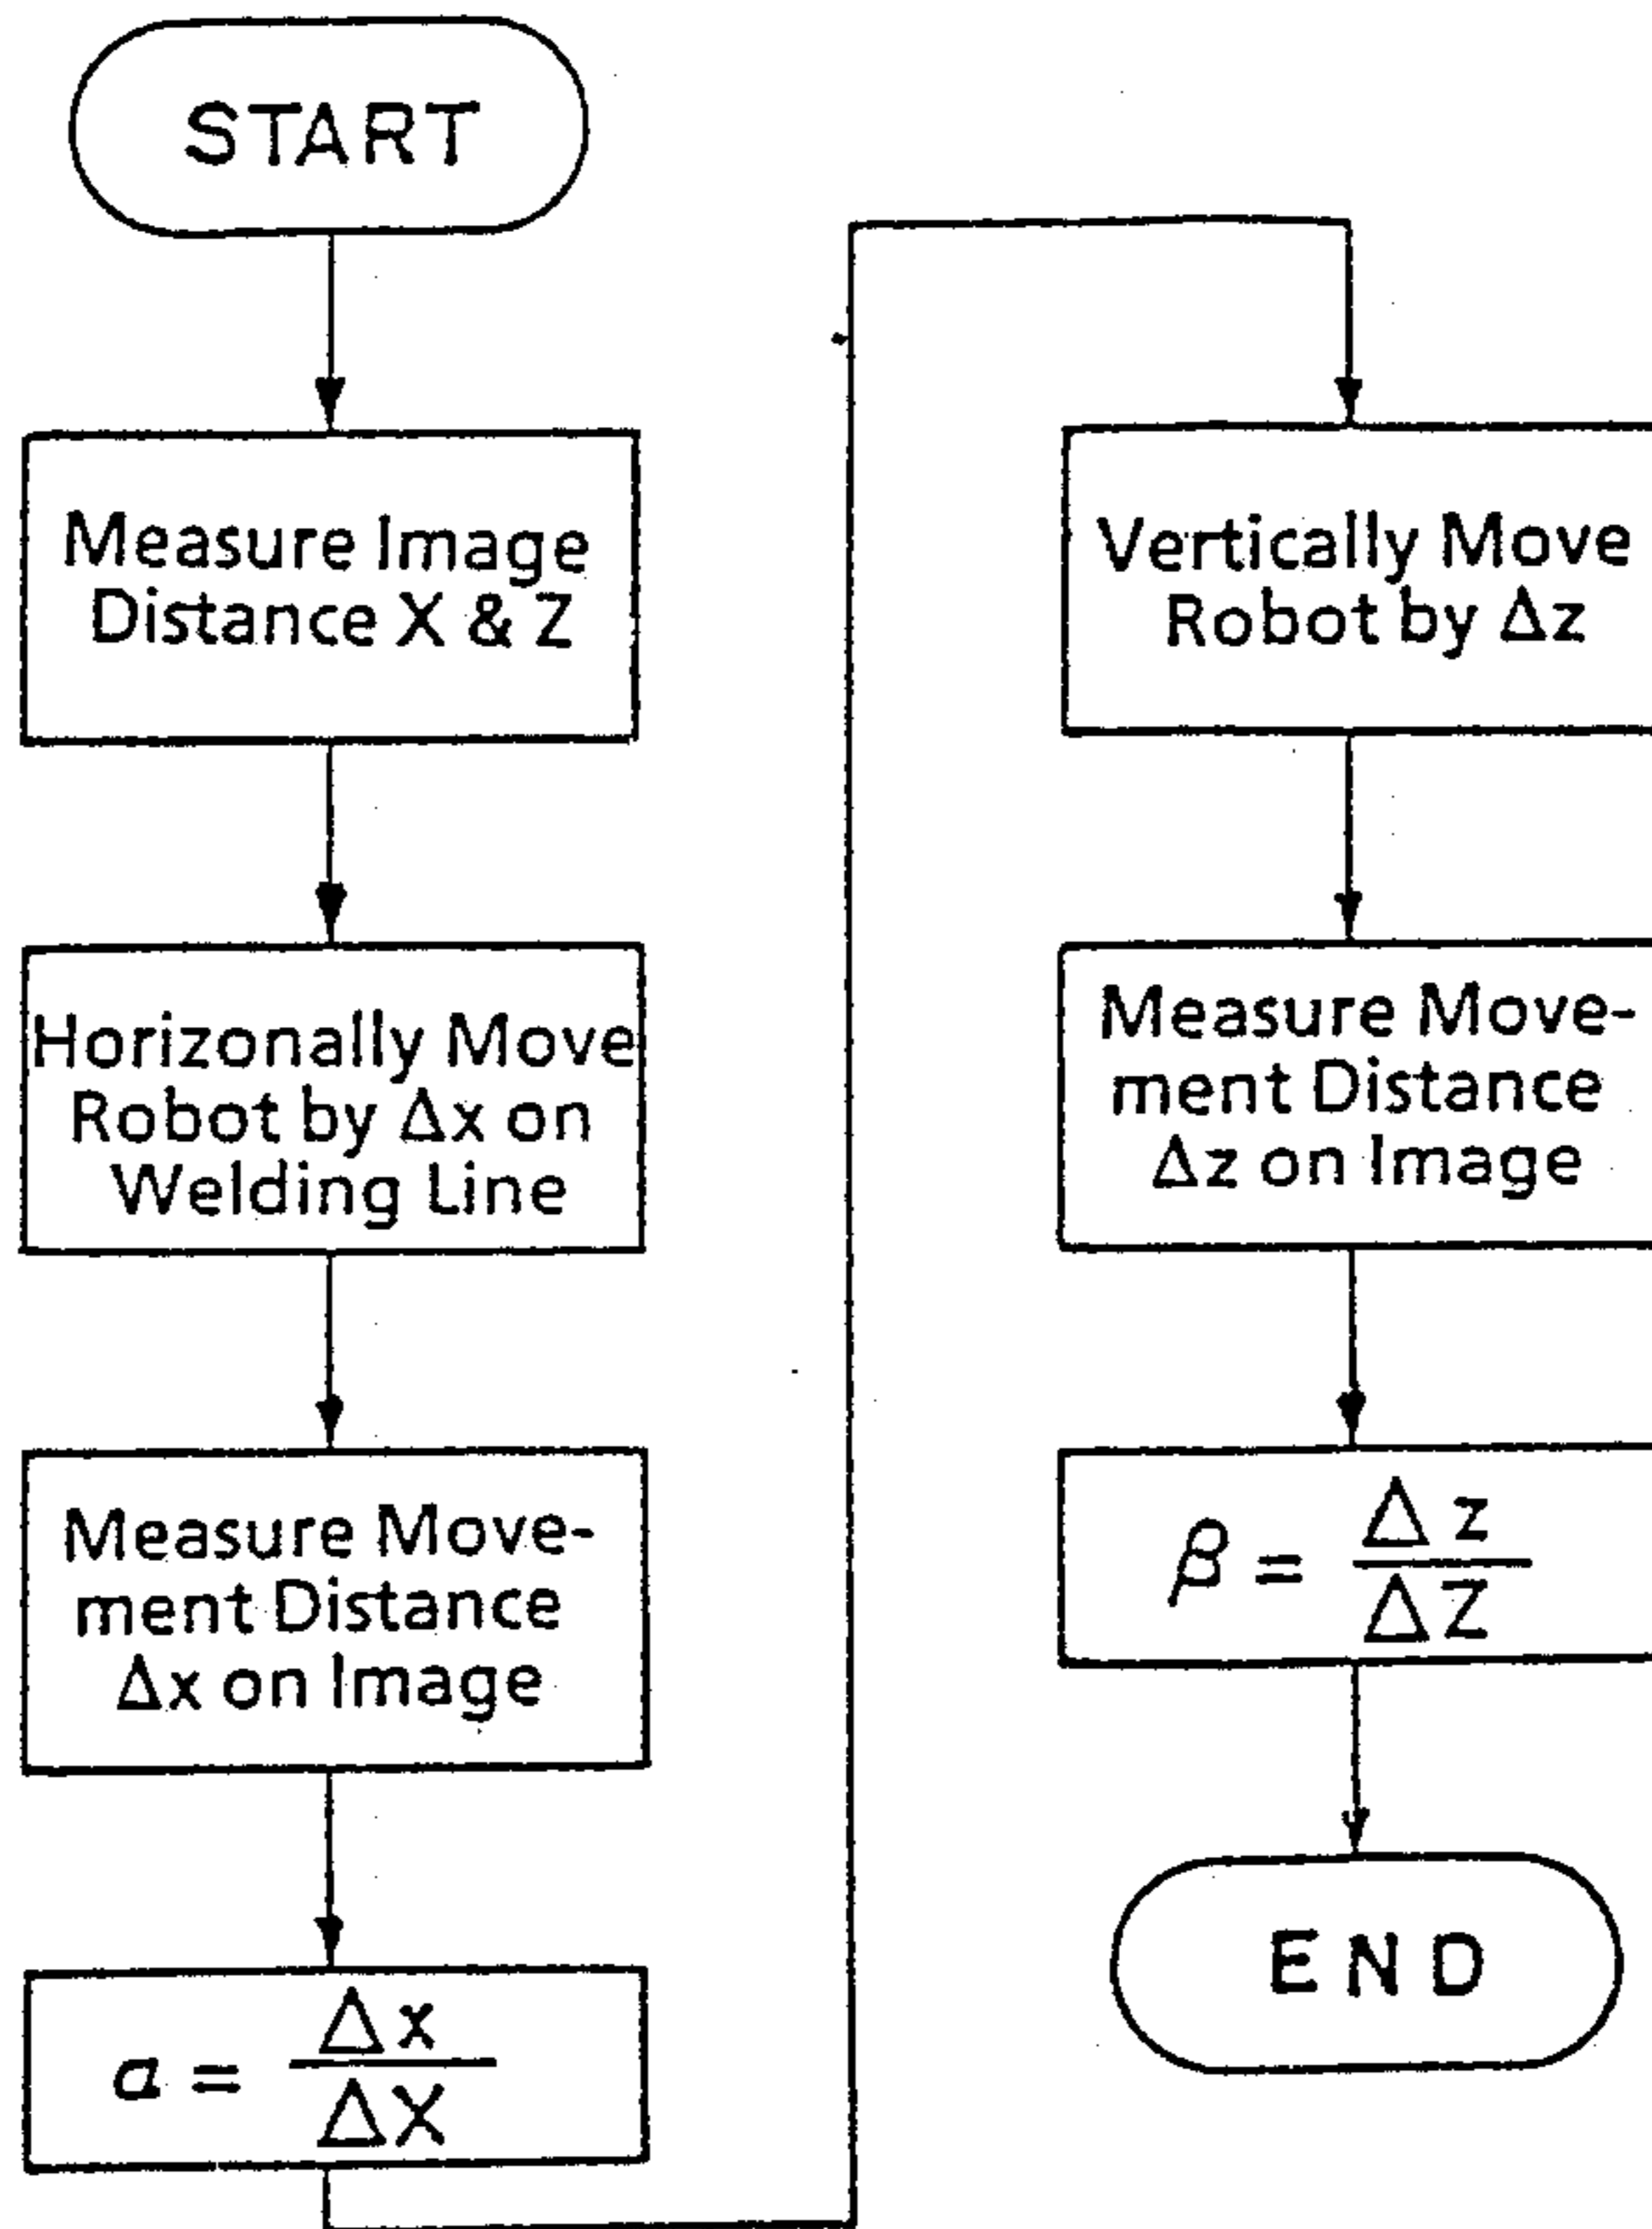 START
Measure Image
Distance X & Z
Horizonally Move
Robot by Δx on
Welding Line
Measure Move-
ment Distance
Δx on Image
α = Δx / ΔX
Vertically Move
Robot by Δz
Measure Move-
ment Distance
Δz on Image
β = Δz / ΔZ
END